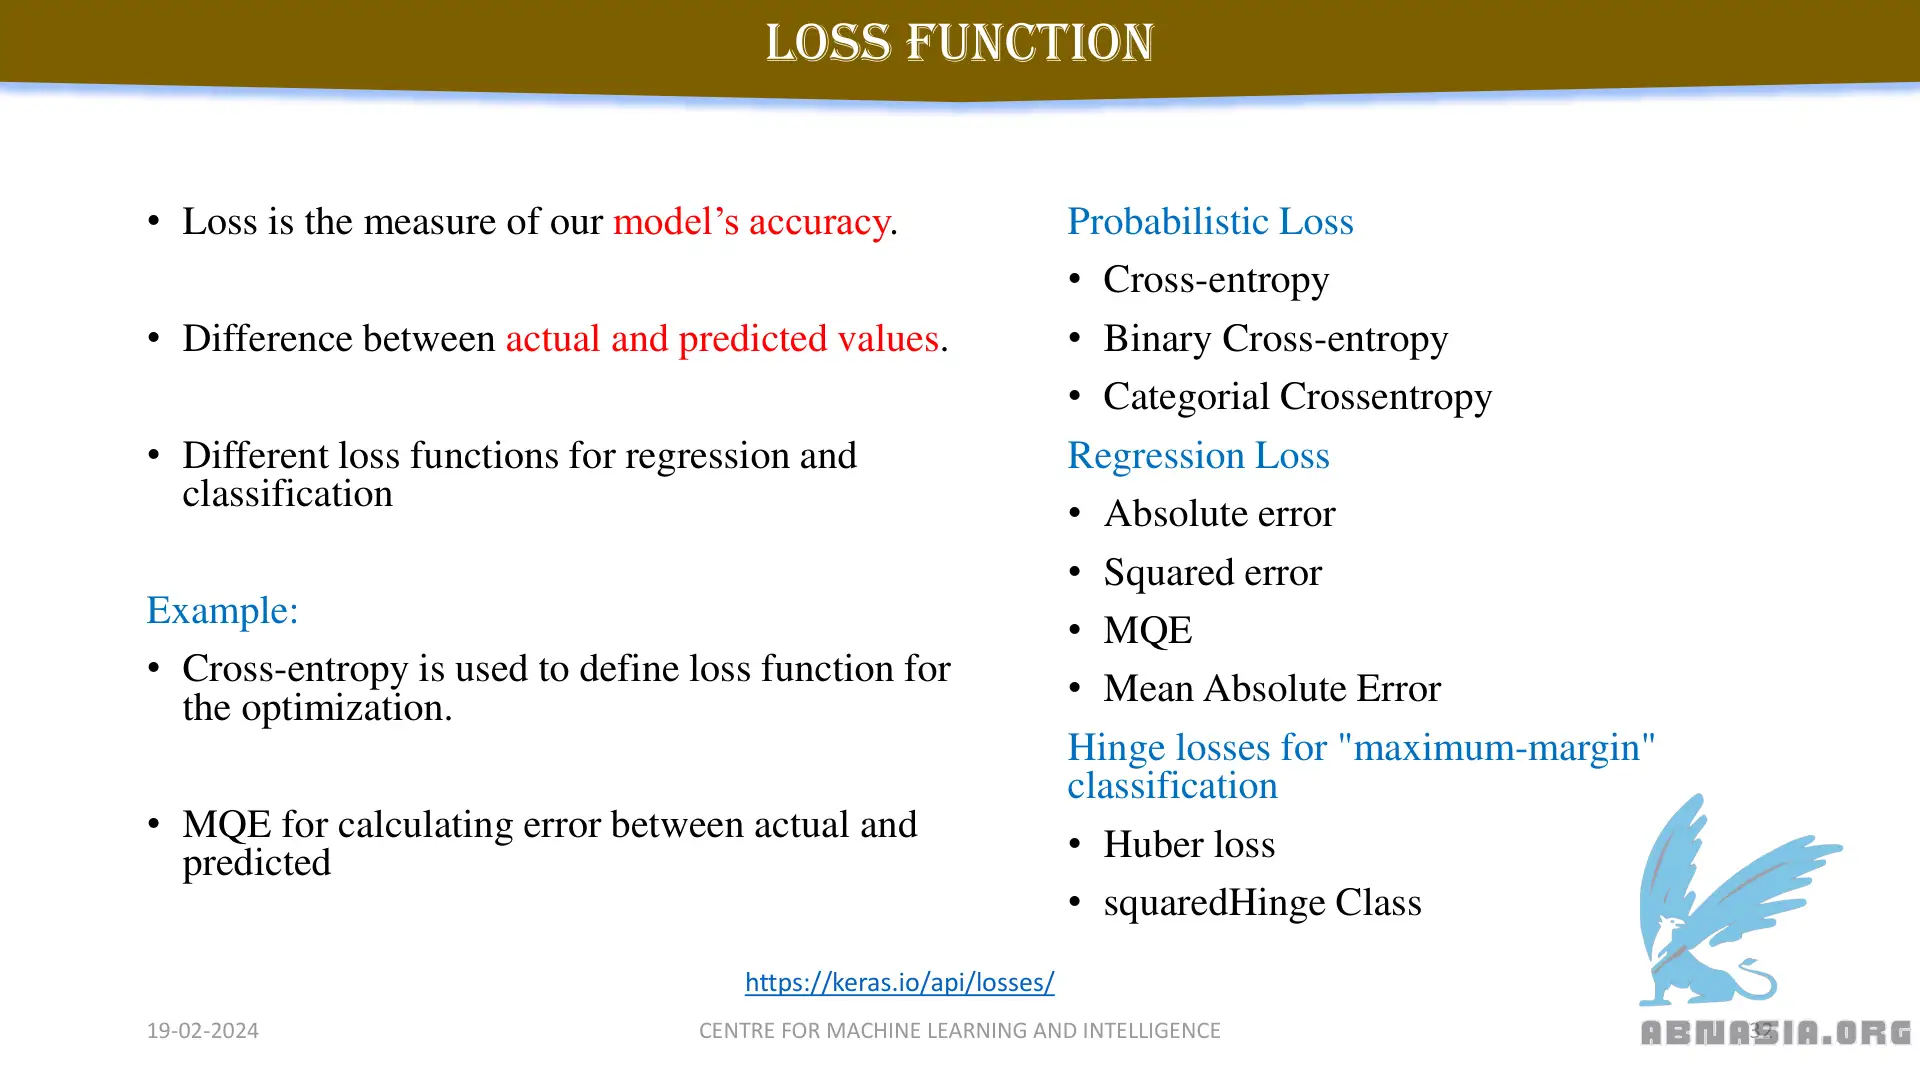 LOSS FUNCTION
• Loss is the measure of our model’s accuracy.
• Difference between actual and predicted values.
• Different loss functions for regression and
classification
Example:
• Cross-entropy is used to define loss function for
the optimization.
• MQE for calculating error between actual and
predicted
Probabilistic Loss
• Cross-entropy
• Binary Cross-entropy
• Categorial Crossentropy
Regression Loss
• Absolute error
• Squared error
• MQE
• Mean Absolute Error
Hinge losses for "maximum-margin"
classification
• Huber loss
• squaredHinge Class
https://keras.io/api/losses/
19-02-2024
CENTRE FOR MACHINE LEARNING AND INTELLIGENCE
32
ABNASIA.ORG